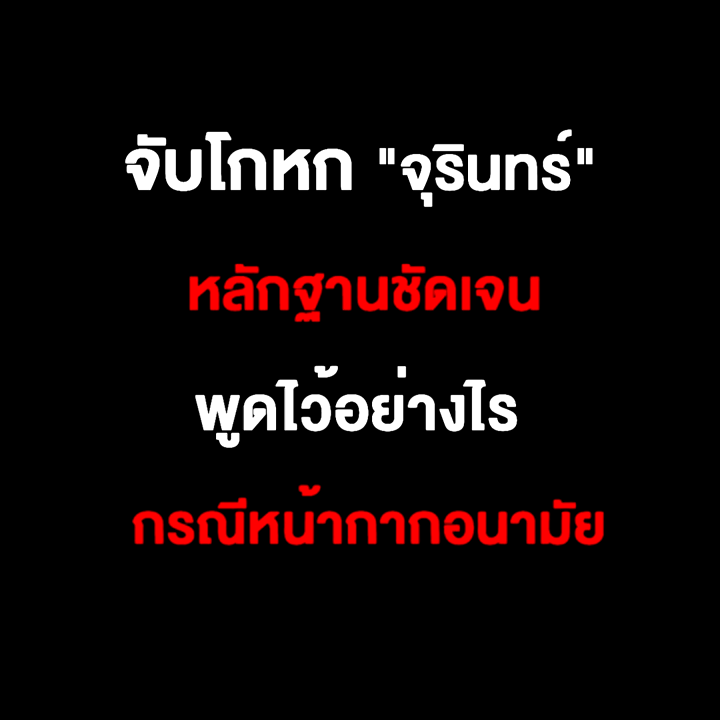 จับโกหก "จุรินทร์"
หลักฐานชัดเจน
พูดไว้อย่างไร
กรณีหน้ากากอนามัย